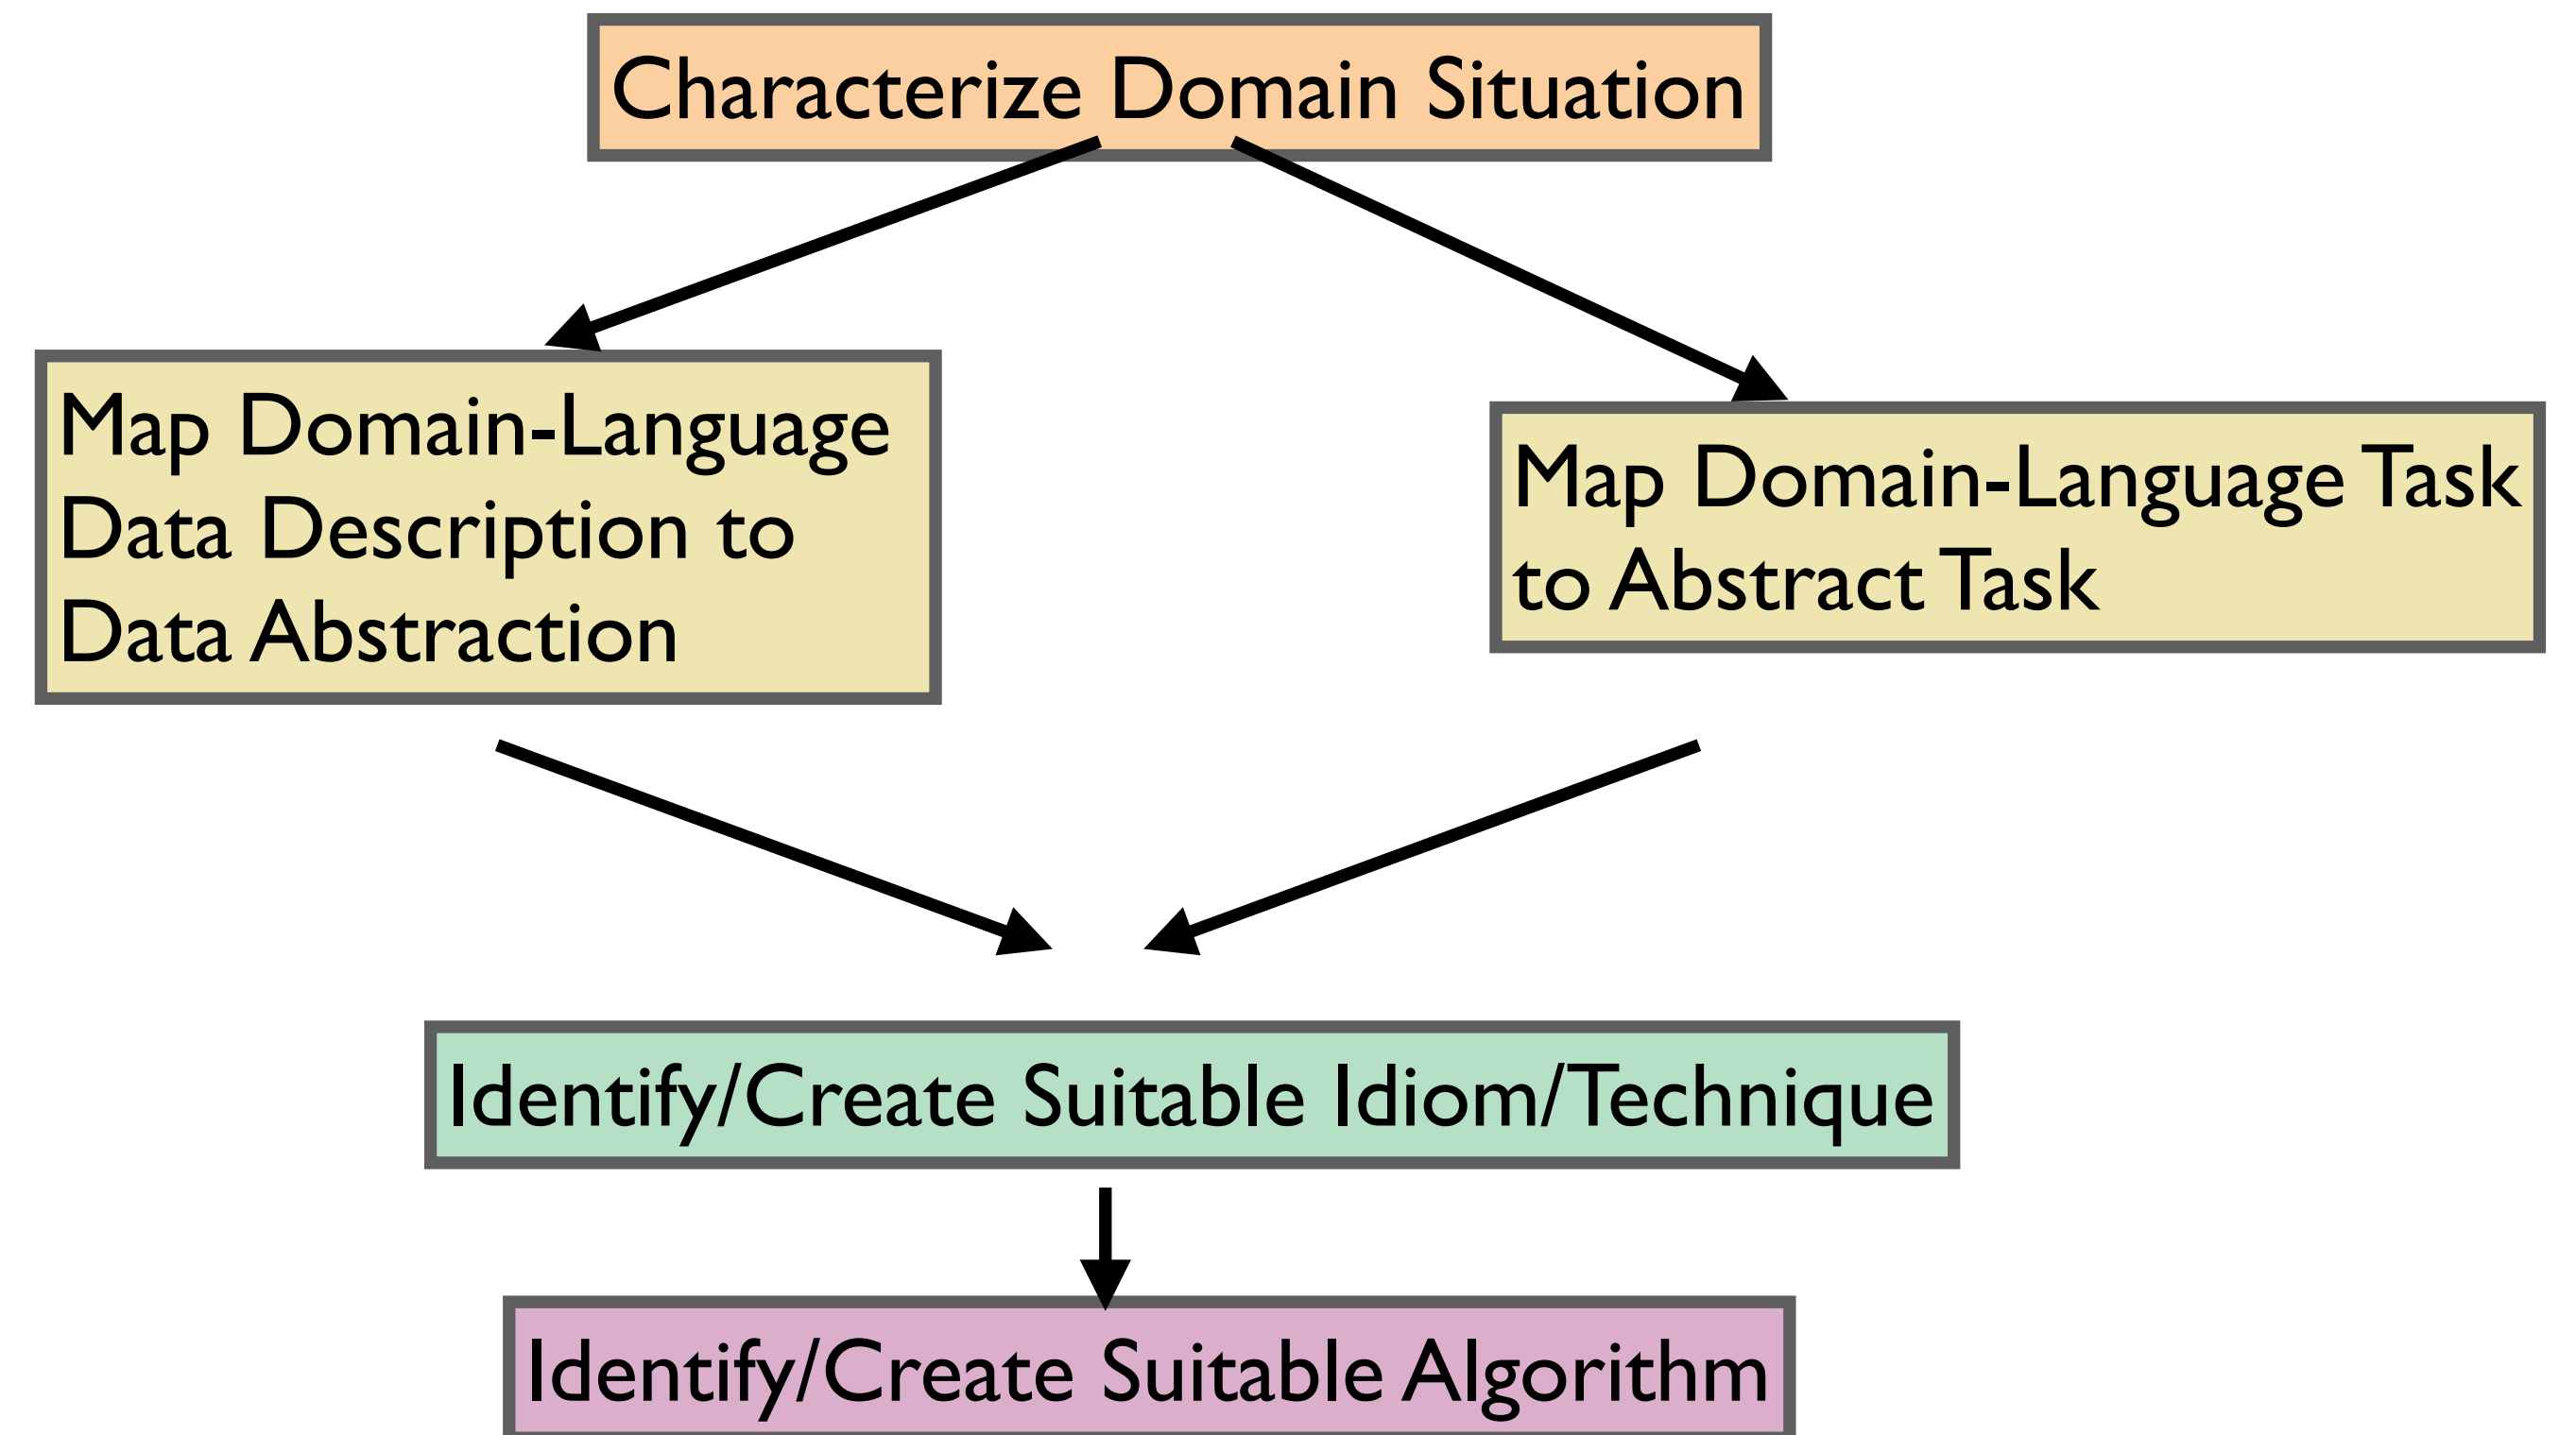 Characterize Domain Situation
Map Domain-Language
Data Description to
Data Abstraction
Map Domain-Language Task
to Abstract Task
Identify/Create Suitable Idiom/Technique
Identify/Create Suitable Algorithm